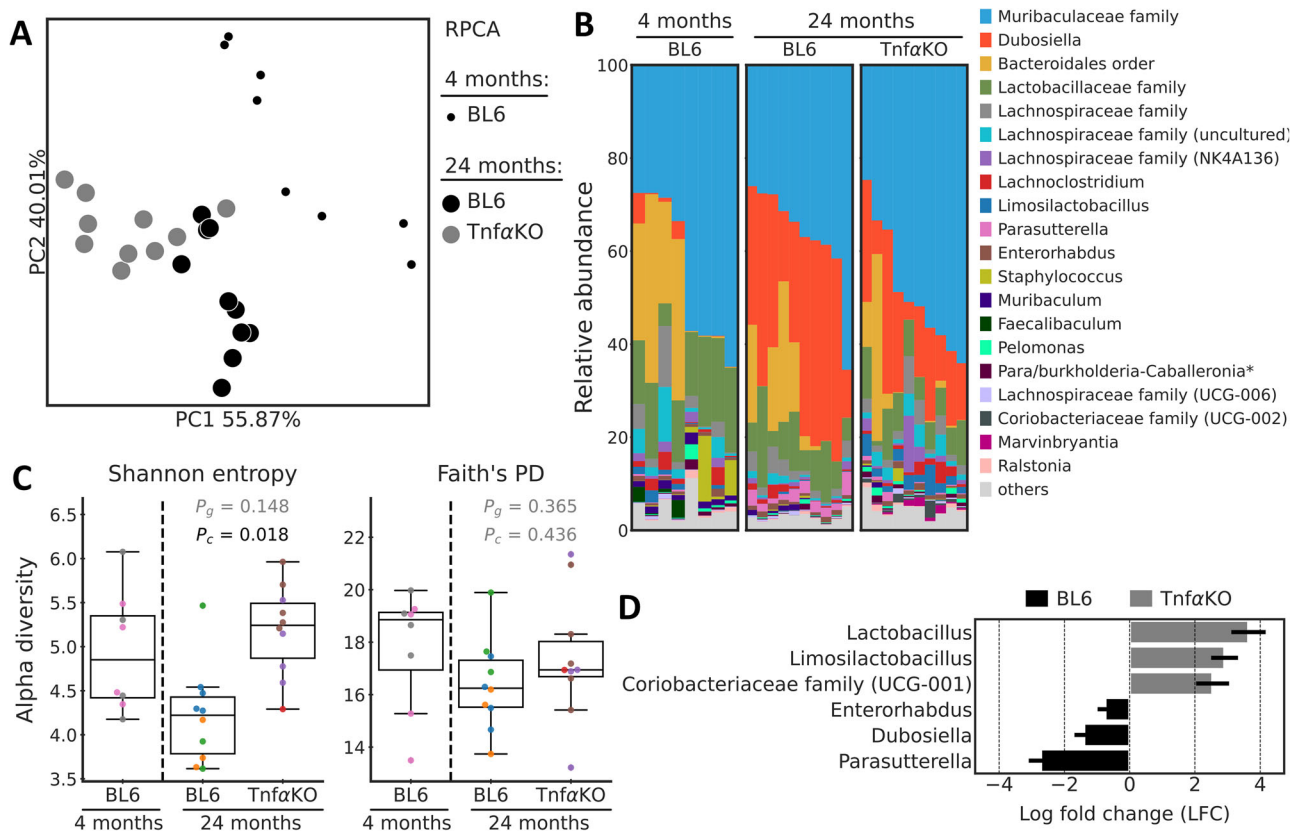 A
RPCA
4 months:
BL6
24 months:
BL6
TnfαKO
PC2 40.01%
PC1 55.87%
B
4 months
24 months
BL6
BL6
TnfαKO
Relative abundance
100
80
60
40
20
0
Muribaculaceae family
Dubosiella
Bacteroidales order
Lactobacillaceae family
Lachnospiraceae family
Lachnospiraceae family (uncultured)
Lachnospiraceae family (NK4A136)
Lachnoclostridium
Limosilactobacillus
Parasutterella
Enterorhabdus
Staphylococcus
Muribaculum
Faecalibaculum
Pelomonas
Para/burkholderia-Caballeronia*
Lachnospiraceae family (UCG-006)
Coriobacteriaceae family (UCG-002)
Marvinbryantia
Ralstonia
others
C
Shannon entropy
Faith's PD
Pg = 0.148
Pc = 0.018
Pg = 0.365
Pc = 0.436
Alpha diversity
6.5
6.0
5.5
5.0
4.5
4.0
3.5
22
20
18
16
14
BL6
BL6
TnfαKO
4 months
24 months
BL6
BL6
TnfαKO
4 months
24 months
D
BL6
TnfαKO
Lactobacillus
Limosilactobacillus
Coriobacteriaceae family (UCG-001)
Enterorhabdus
Dubosiella
Parasutterella
−4 −2 0 2 4
Log fold change (LFC)